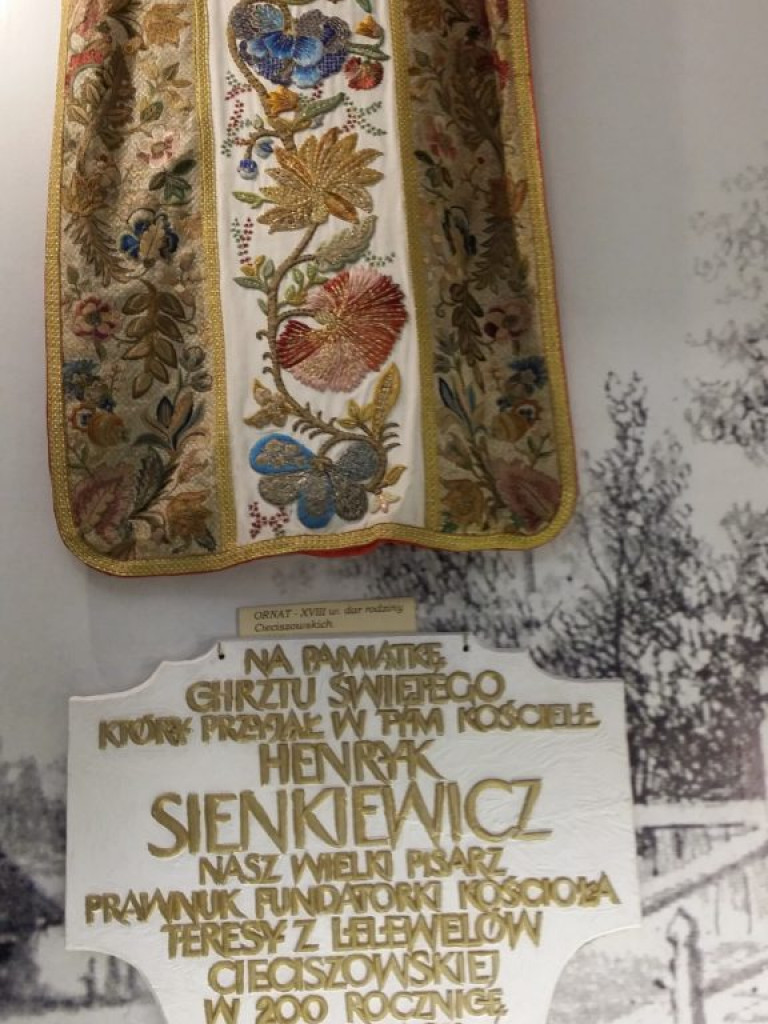 ORNAT - XVIII w. dar rodziny
Cieciszowskich
NA PAMIĄTKĘ
CHRZTU ŚWIĘTEGO
KTÓRY PRZYJĄŁ W TYM KOŚCIELE
HENRYK
SIENKIEWICZ
NASZ WIELKI PISARZ
PRAWNUK FUNDATORKI KOŚCIOŁA
TERESY Z LELEWELÓW
CIECISZOWSKIEJ
W 200 ROCZNICĘ